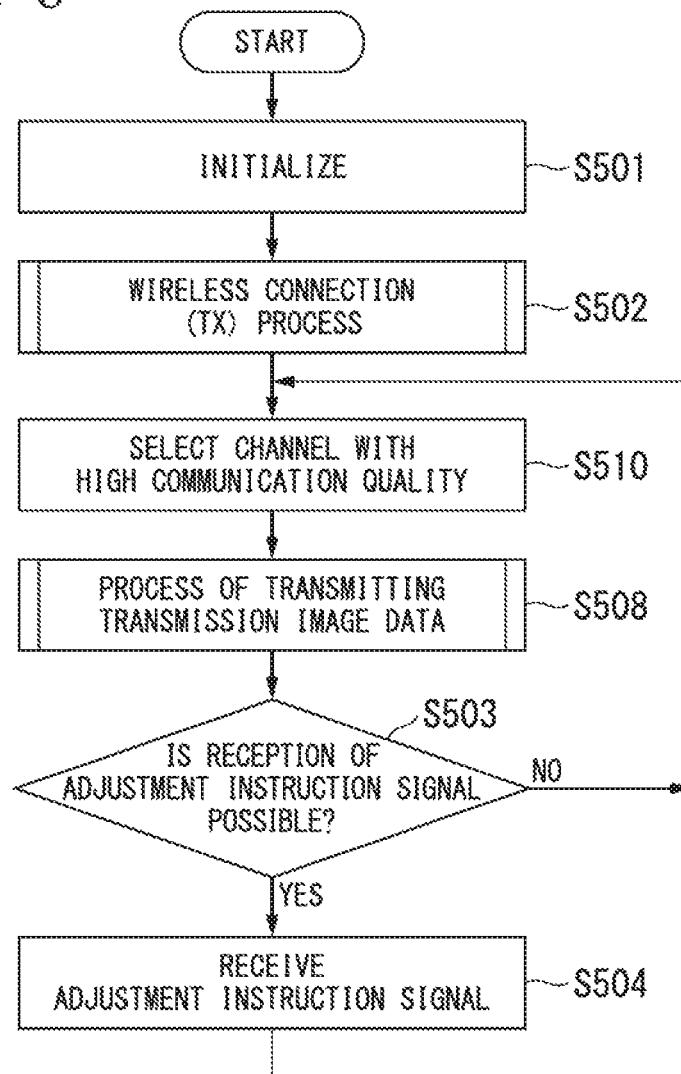 START
INITIALIZE
S501
WIRELESS CONNECTION
(TX) PROCESS
S502
SELECT CHANNEL WITH
HIGH COMMUNICATION QUALITY
S510
PROCESS OF TRANSMITTING
TRANSMISSION IMAGE DATA
S508
S503
IS RECEPTION OF
ADJUSTMENT INSTRUCTION SIGNAL
POSSIBLE?
NO
YES
RECEIVE
ADJUSTMENT INSTRUCTION SIGNAL
S504